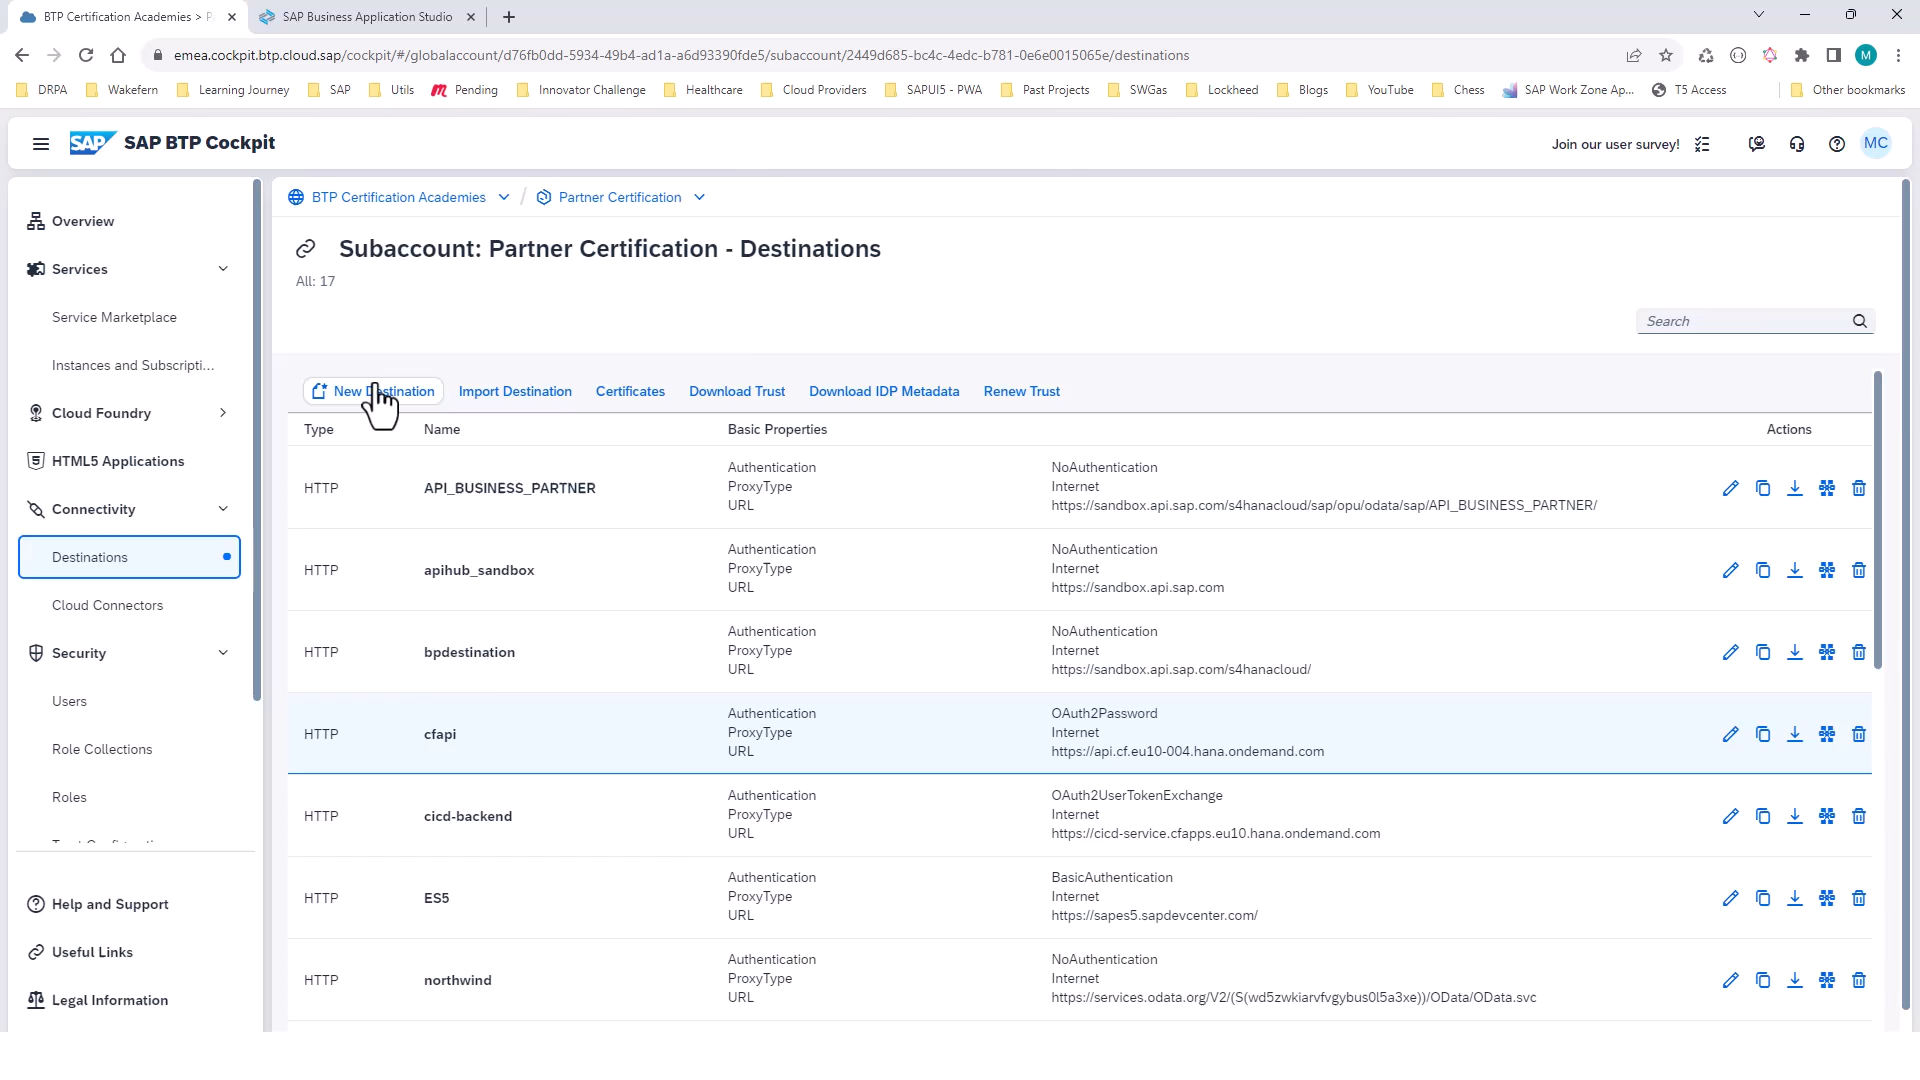 BTP Certification Academies > P
SAP Business Application Studio
emea.cockpit.btp.cloud.sap/cockpit/#/globalaccount/d76fb0dd-5934-49b4-ad1a-a6d93390fde5/subaccount/2449d685-bc4c-4edc-b781-0e6e0015065e/destinations
M
DRPA Wakefern Learning Journey SAP Utils Pending Innovator Challenge Healthcare Cloud Providers SAPUI5 - PWA Past Projects SWGas Lockheed Blogs YouTube Chess SAP Work Zone Ap... T5 Access Other bookmarks
SAP SAP BTP Cockpit
Join our user survey!
MC
Overview
Services
Service Marketplace
Instances and Subscripti...
Cloud Foundry
HTML5 Applications
Connectivity
Destinations
Cloud Connectors
Security
Users
Role Collections
Roles
Help and Support
Useful Links
Legal Information
BTP Certification Academies / Partner Certification
Subaccount: Partner Certification - Destinations
All: 17
Search
New Destination Import Destination Certificates Download Trust Download IDP Metadata Renew Trust
Type Name Basic Properties Actions
Authentication NoAuthentication
HTTP API_BUSINESS_PARTNER ProxyType Internet
URL https://sandbox.api.sap.com/s4hanacloud/sap/opu/odata/sap/API_BUSINESS_PARTNER/
Authentication NoAuthentication
HTTP apihub_sandbox ProxyType Internet
URL https://sandbox.api.sap.com
Authentication NoAuthentication
HTTP bpdestination ProxyType Internet
URL https://sandbox.api.sap.com/s4hanacloud/
Authentication OAuth2Password
HTTP cfapi ProxyType Internet
URL https://api.cf.eu10-004.hana.ondemand.com
Authentication OAuth2UserTokenExchange
HTTP cicd-backend ProxyType Internet
URL https://cicd-service.cfapps.eu10.hana.ondemand.com
Authentication BasicAuthentication
HTTP ES5 ProxyType Internet
URL https://sapes5.sapdevcenter.com/
Authentication NoAuthentication
HTTP northwind ProxyType Internet
URL https://services.odata.org/V2/(S(wd5zwkiarvfvgybus0l5a3xe))/OData/OData.svc